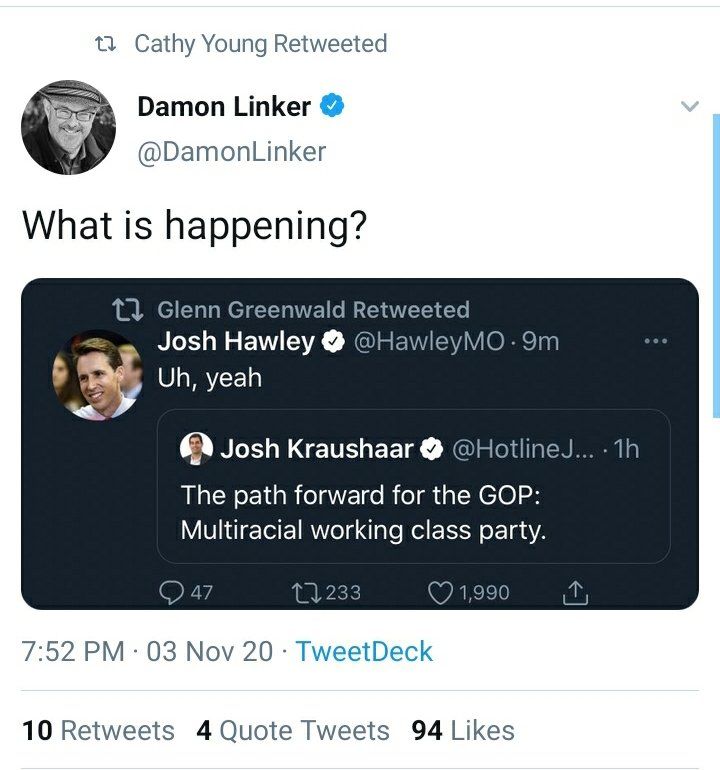 Cathy Young Retweeted
Damon Linker
@DamonLinker
What is happening?
Glenn Greenwald Retweeted
Josh Hawley @HawleyMO · 9m
Uh, yeah
Josh Kraushaar @HotlineJ... · 1h
The path forward for the GOP:
Multiracial working class party.
47 233 1,990
7:52 PM · 03 Nov 20 · TweetDeck
10 Retweets 4 Quote Tweets 94 Likes